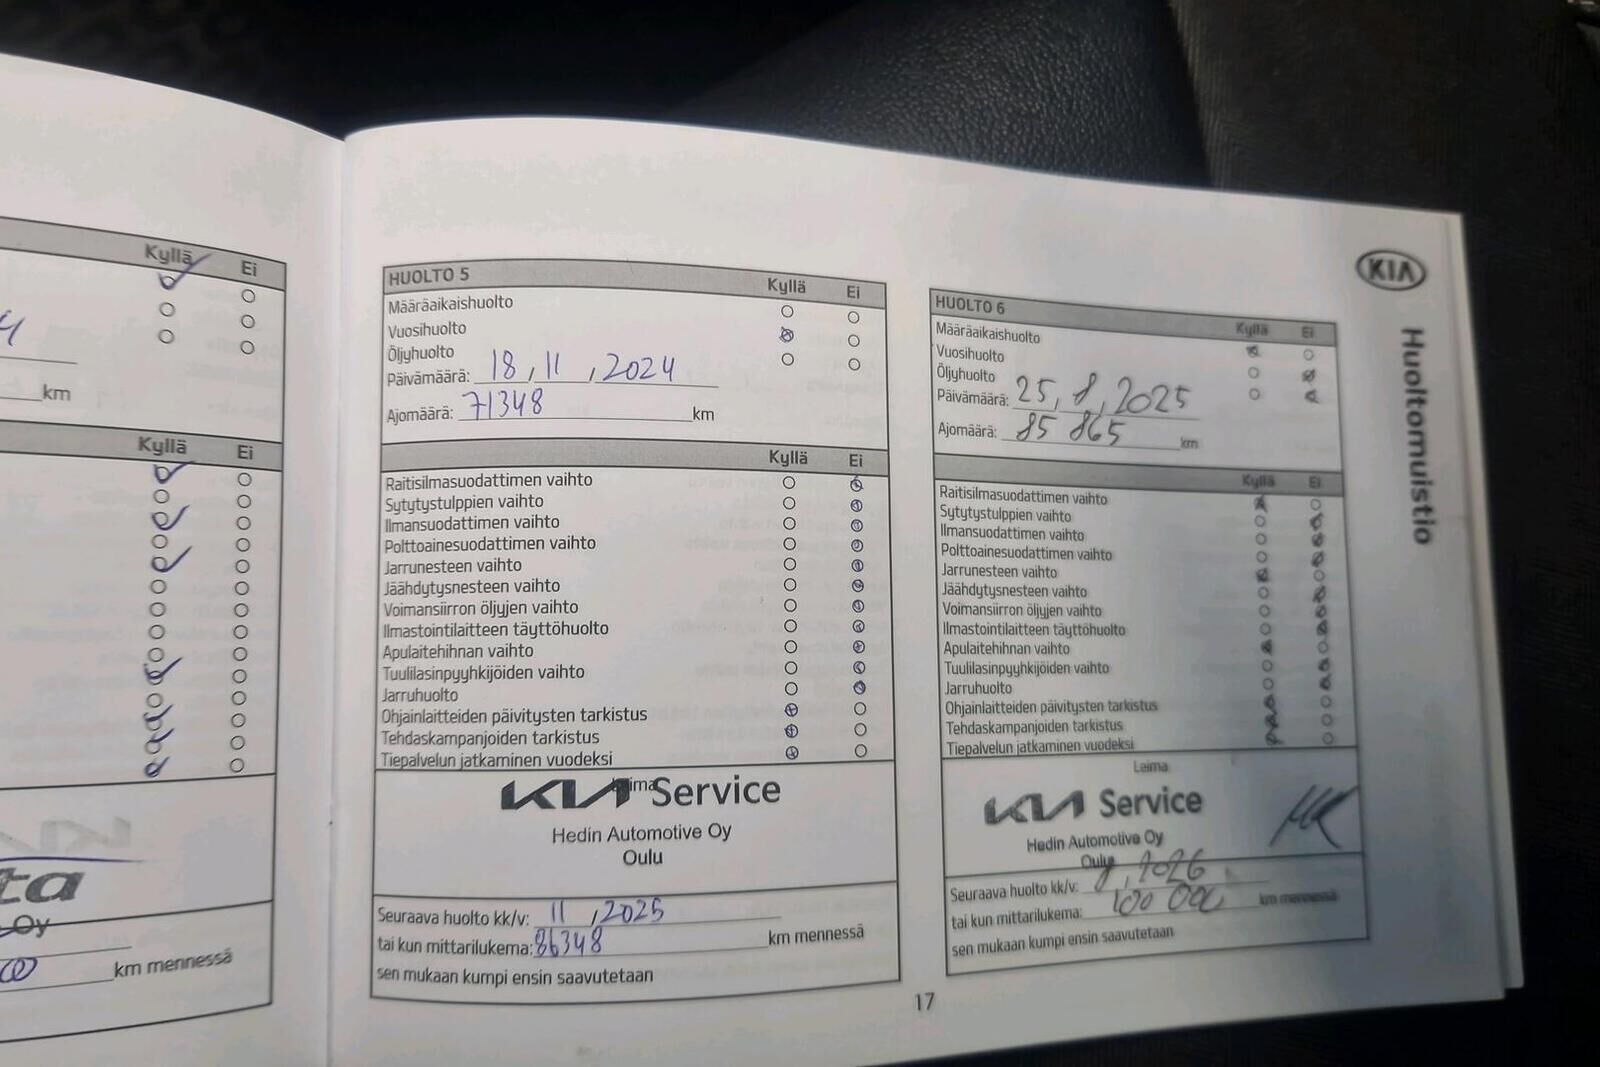 Kyllä Ei
4
km
Kyllä Ei
ta
Oy
km mennessä
HUOLTO 5
Kyllä Ei
Määräaikaishuolto
Vuosihuolto
Öljyhuolto
Päivämäärä: 18, 11, 2024
Ajomäärä: 71348 km
Kyllä Ei
Raitisilmasuodattimen vaihto
Sytytystulppien vaihto
Ilmansuodattimen vaihto
Polttoainesuodattimen vaihto
Jarrunesteen vaihto
Jäähdytysnesteen vaihto
Voimansiirron öljyjen vaihto
Ilmastointilaitteen täyttöhuolto
Apulaitehihnan vaihto
Tuulilasinpyyhkijöiden vaihto
Jarruhuolto
Ohjainlaitteiden päivitysten tarkistus
Tehdaskampanjoiden tarkistus
Tiepalvelun jatkaminen vuodeksi
KIA Service
Hedin Automotive Oy
Oulu
Seuraava huolto kk/v: 11, 2025
tai kun mittarilukema: 86348 km mennessä
sen mukaan kumpi ensin saavutetaan
HUOLTO 6
Kyllä Ei
Määräaikaishuolto
Vuosihuolto
Öljyhuolto
Päivämäärä: 25, 8, 2025
Ajomäärä: 85 865 km
Kyllä Ei
Raitisilmasuodattimen vaihto
Sytytystulppien vaihto
Ilmansuodattimen vaihto
Polttoainesuodattimen vaihto
Jarrunesteen vaihto
Jäähdytysnesteen vaihto
Voimansiirron öljyjen vaihto
Ilmastointilaitteen täyttöhuolto
Apulaitehihnan vaihto
Tuulilasinpyyhkijöiden vaihto
Jarruhuolto
Ohjainlaitteiden päivitysten tarkistus
Tehdaskampanjoiden tarkistus
Tiepalvelun jatkaminen vuodeksi
Leima
KIA Service
Hedin Automotive Oy
Oulu
Seuraava huolto kk/v: 8, 2026
tai kun mittarilukema: 100 000 km mennessä
sen mukaan kumpi ensin saavutetaan
KIA
Huoltomuistio
17